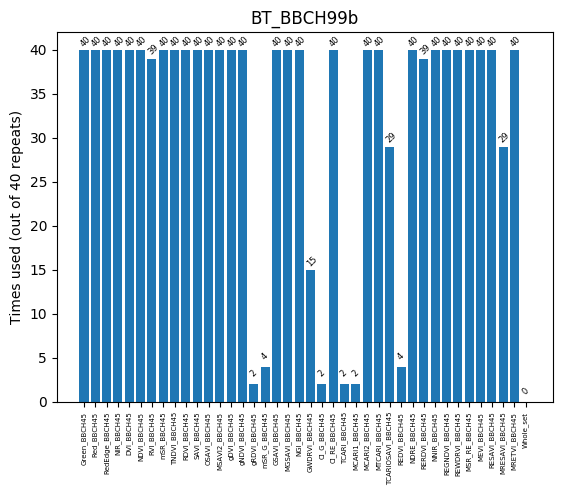 BT_BBCH99b
Times used (out of 40 repeats)
40
35
30
25
20
15
10
5
0
40
40
40
40
40
40
39
40
40
40
40
40
40
40
40
2
4
40
40
40
15
2
40
2
2
40
40
29
4
40
39
40
40
40
40
40
40
29
40
0
Green_BBCH45
Red_BBCH45
RedEdge_BBCH45
NIR_BBCH45
DVI_BBCH45
NDVI_BBCH45
RVI_BBCH45
mSR_BBCH45
TNDVI_BBCH45
RDVI_BBCH45
SAVI_BBCH45
OSAVI_BBCH45
MSAVI2_BBCH45
gDVI_BBCH45
gNDVI_BBCH45
gRDVI_BBCH45
mSR_G_BBCH45
GSAVI_BBCH45
MGSAVI_BBCH45
NGI_BBCH45
GWDRVI_BBCH45
CI_G_BBCH45
CI_RE_BBCH45
TCARI_BBCH45
MCARI1_BBCH45
MCARI2_BBCH45
MTCARI_BBCH45
TCARIOSAVI_BBCH45
REDVI_BBCH45
NDRE_BBCH45
RERDVI_BBCH45
NNIR_BBCH45
REGNDVI_BBCH45
REWDRVI_BBCH45
MSR_RE_BBCH45
MEVI_BBCH45
RESAVI_BBCH45
MRESAVI_BBCH45
MRETVI_BBCH45
Whole_set